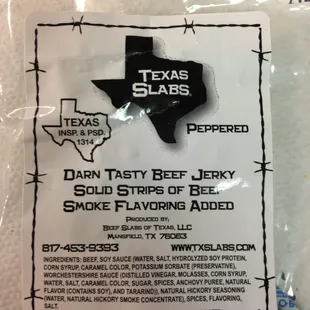 TEXAS
SLABS
TEXAS
INSP. & PSD.
1314
PEPPERED
DARN TASTY BEEF JERKY
SOLID STRIPS OF BEEF
SMOKE FLAVORING ADDED
PRODUCED BY:
BEEF SLABS OF TEXAS, LLC
MANSFIELD, TX 76063
817-453-9393 WWW.TXSLABS.COM
INGREDIENTS: BEEF, SOY SAUCE (WATER, SALT, HYDROLYZED SOY PROTEIN,
CORN SYRUP, CARAMEL COLOR, POTASSIUM SORBATE (PRESERVATIVE),
WORCHESTERSHIRE SAUCE (DISTILLED VINEGAR, MOLASSES, CORN SYRUP,
WATER, SALT, CARAMEL COLOR, SUGAR, SPICES, ANCHOVY PUREE, NATURAL
FLAVOR (CONTAINS SOY), AND TARARIND), NATURAL HICKORY SEASONING
(WATER, NATURAL HICKORY SMOKE CONCENTRATE), SPICES, FLAVORING,
SALT.